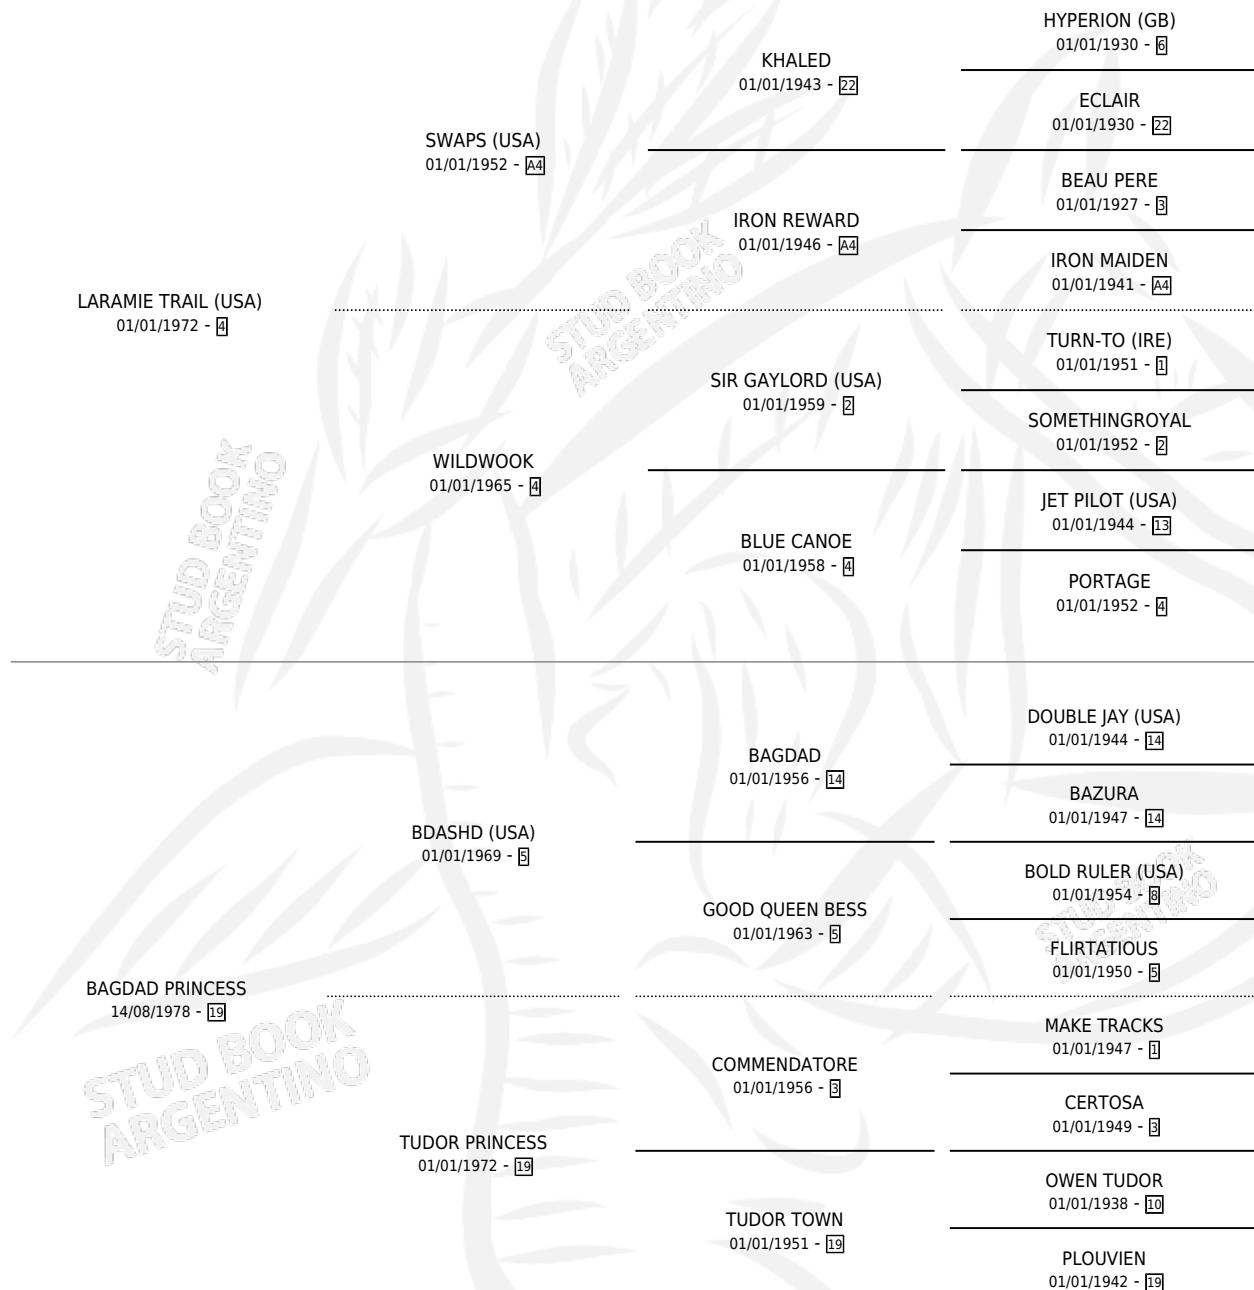 HYPERION (GB)
01/01/1930 - 6
KHALED
01/01/1943 - 22
ECLAIR
01/01/1930 - 22
SWAPS (USA)
01/01/1952 - A4
BEAU PERE
01/01/1927 - 3
IRON REWARD
01/01/1946 - A4
IRON MAIDEN
01/01/1941 - A4
LARAMIE TRAIL (USA)
01/01/1972 - 4
TURN-TO (IRE)
01/01/1951 - 1
SIR GAYLORD (USA)
01/01/1959 - 2
SOMETHINGROYAL
01/01/1952 - 2
WILDWOOK
01/01/1965 - 4
JET PILOT (USA)
01/01/1944 - 13
BLUE CANOE
01/01/1958 - 4
PORTAGE
01/01/1952 - 4
DOUBLE JAY (USA)
01/01/1944 - 14
BAGDAD
01/01/1956 - 14
BAZURA
01/01/1947 - 14
BDASHD (USA)
01/01/1969 - 5
BOLD RULER (USA)
01/01/1954 - 8
GOOD QUEEN BESS
01/01/1963 - 5
FLIRTATIOUS
01/01/1950 - 5
BAGDAD PRINCESS
14/08/1978 - 19
MAKE TRACKS
01/01/1947 - 1
COMMENDATORE
01/01/1956 - 3
CERTOSA
01/01/1949 - 3
TUDOR PRINCESS
01/01/1972 - 19
OWEN TUDOR
01/01/1938 - 10
TUDOR TOWN
01/01/1951 - 19
PLOUVIEN
01/01/1942 - 19
STUD BOOK
ARGENTINO
STUD BOOK
ARGENTINO
STUD BOOK
ARGENTINO
STUD BOOK
ARGENTINO